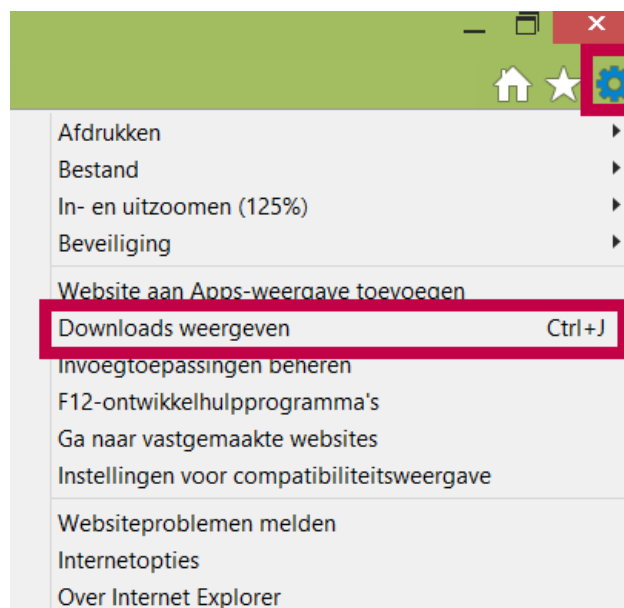 Afdrukken
Bestand
In- en uitzoomen (125%)
Beveiliging
Website aan Apps-weergave toevoegen
Downloads weergeven Ctrl+J
Invoegtoepassingen beheren
F12-ontwikkelhulpprogramma's
Ga naar vastgemaakte websites
Instellingen voor compatibiliteitsweergave
Websiteproblemen melden
Internetopties
Over Internet Explorer